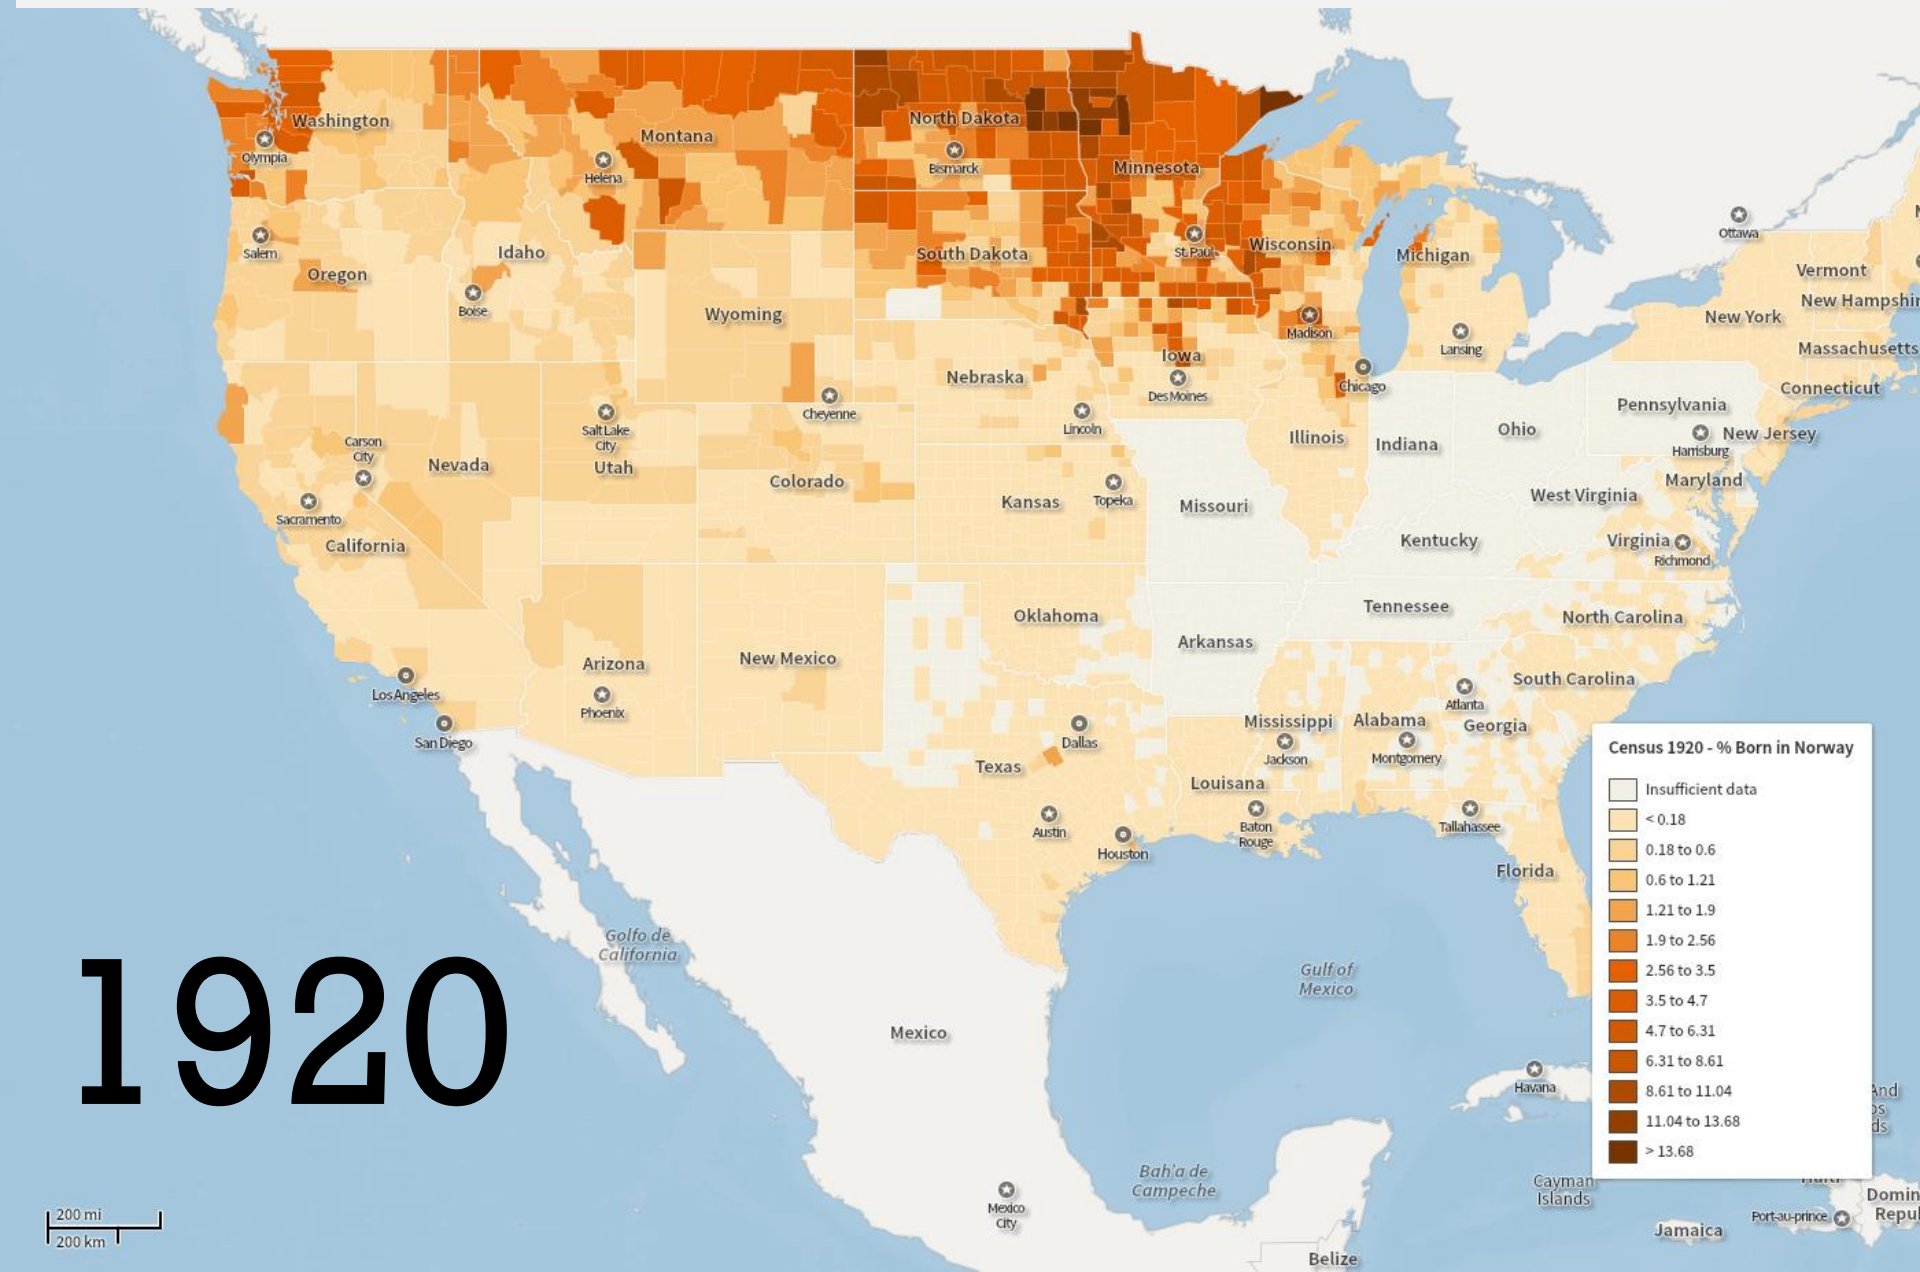 Washington
Olympia
Montana
Helena
North Dakota
Bismarck
Minnesota
St. Paul
Wisconsin
Madison
Michigan
Lansing
Ottawa
Vermont
New Hampshir
New York
Massachusetts
Connecticut
Salem
Oregon
Idaho
Boise
Wyoming
Cheyenne
South Dakota
Nebraska
Lincoln
Iowa
Des Moines
Chicago
Illinois
Indiana
Ohio
Pennsylvania
Harrisburg
New Jersey
Maryland
West Virginia
Virginia
Richmond
Carson
City
Nevada
Salt Lake
City
Utah
Colorado
Kansas
Topeka
Missouri
Kentucky
Sacramento
California
Los Angeles
San Diego
Arizona
Phoenix
New Mexico
Oklahoma
Arkansas
Tennessee
North Carolina
South Carolina
Texas
Dallas
Austin
Houston
Louisana
Baton
Rouge
Mississippi
Jackson
Alabama
Montgomery
Atlanta
Georgia
Tallahassee
Florida
Census 1920 - % Born in Norway
Insufficient data
< 0.18
0.18 to 0.6
0.6 to 1.21
1.21 to 1.9
1.9 to 2.56
2.56 to 3.5
3.5 to 4.7
4.7 to 6.31
6.31 to 8.61
8.61 to 11.04
11.04 to 13.68
> 13.68
Golfo de
California
Gulf of
Mexico
Mexico
Mexico
City
Bah'a de
Campeche
Belize
Havana
Cayman
Islands
Jamaica
Port-au-prince
Domin
Repu
And
os
ds
1920
200 mi
200 km